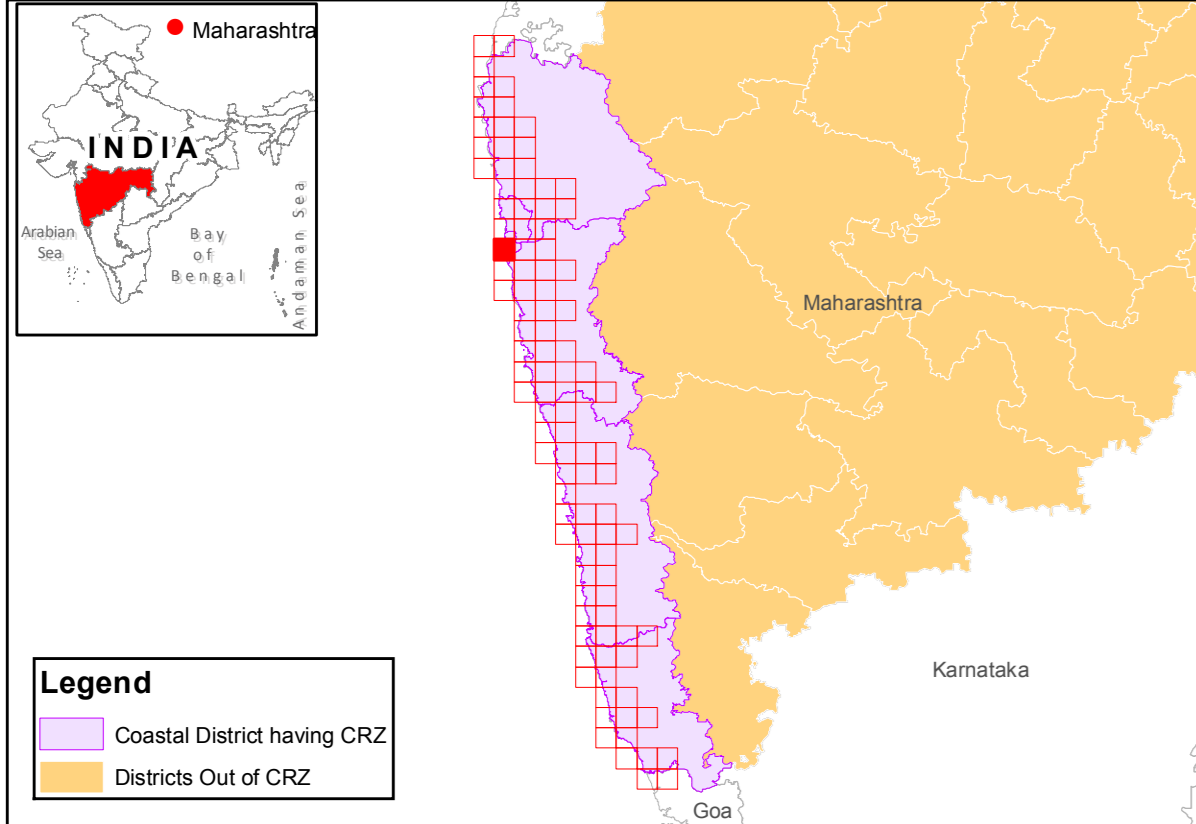 Maharashtra
INDIA
Arabian
Sea
Bay
of
Bengal
Andaman Sea
Maharashtra
Karnataka
Goa
Legend
Coastal District having CRZ
Districts Out of CRZ